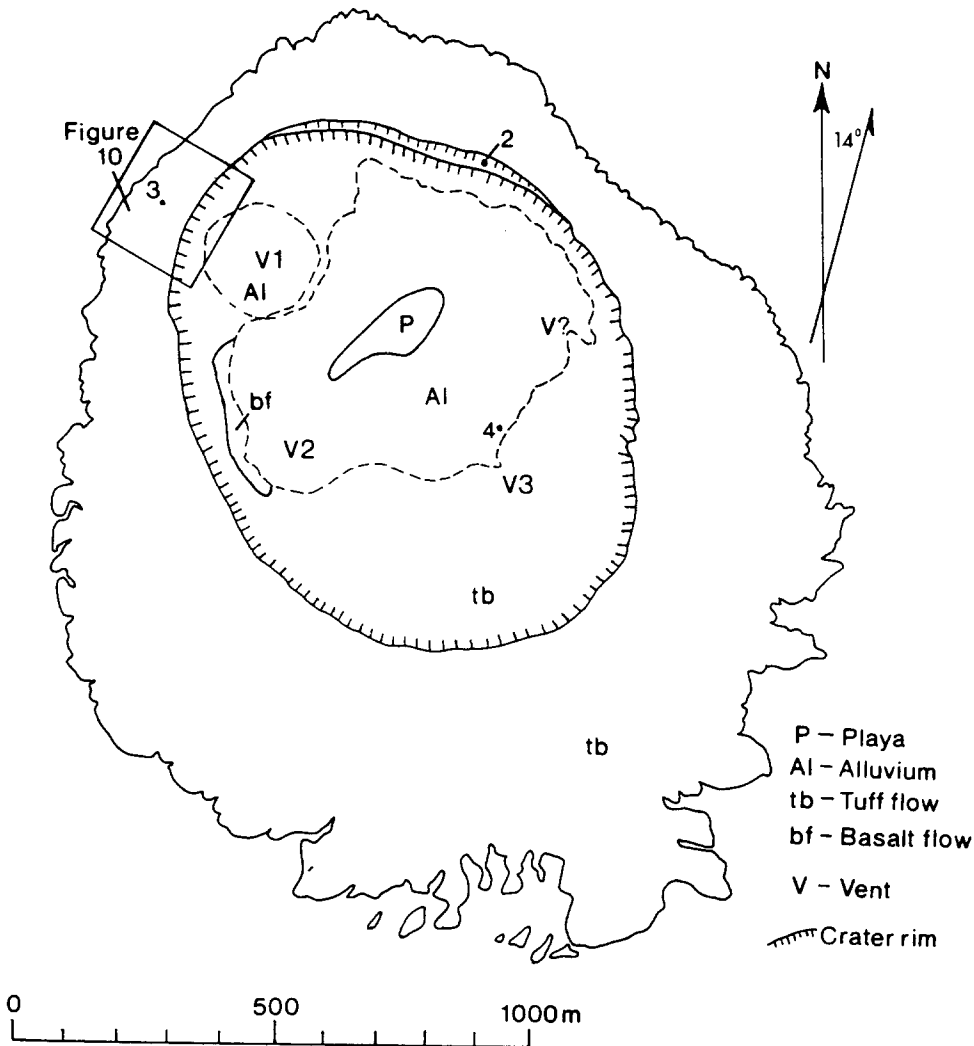 N
14°
Figure
10
2
3
V1
Al
P
V?
bf
Al
4
V2
V3
tb
tb
P – Playa
Al – Alluvium
tb – Tuff flow
bf – Basalt flow
V – Vent
Crater rim
0 500 1000m